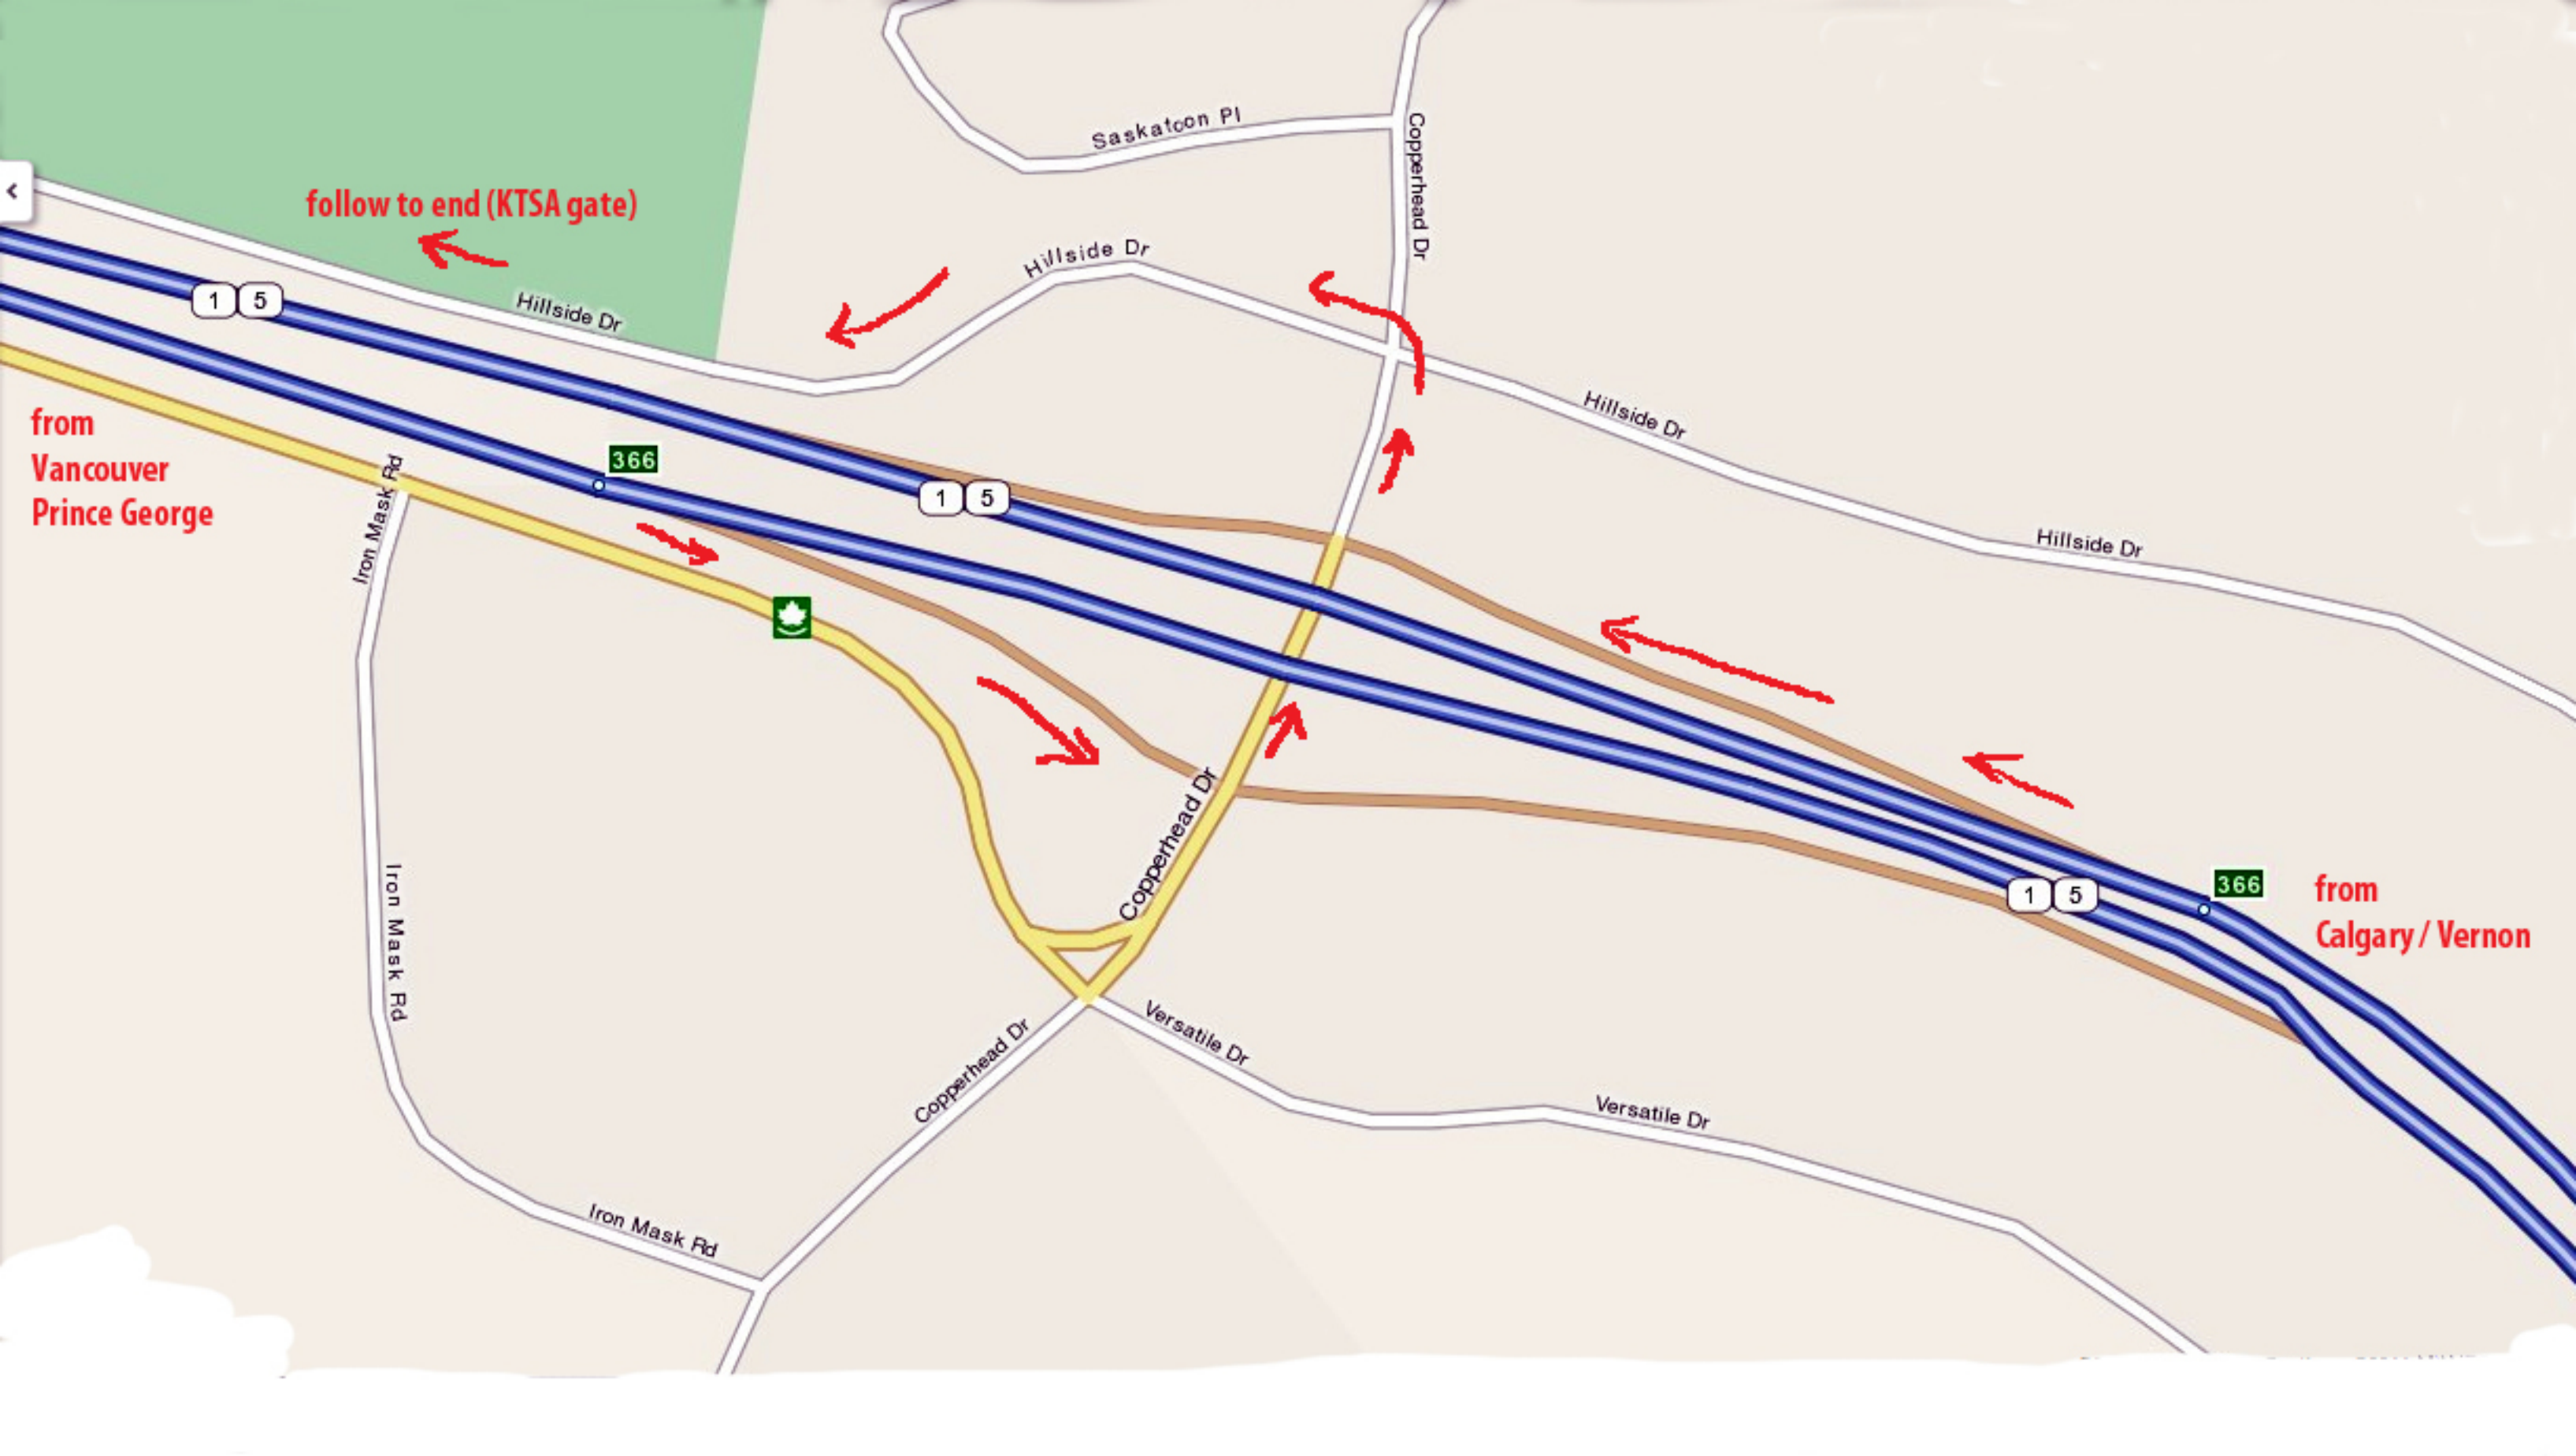 Saskatoon Pl
Copperhead Dr
follow to end (KTSA gate)
Hillside Dr
1 5
Hillside Dr
from
Vancouver
Prince George
366
Hillside Dr
Iron Mask Rd
1 5
Hillside Dr
Copperhead Dr
366
1 5
from
Calgary / Vernon
Iron Mask Rd
Versatile Dr
Copperhead Dr
Versatile Dr
Iron Mask Rd